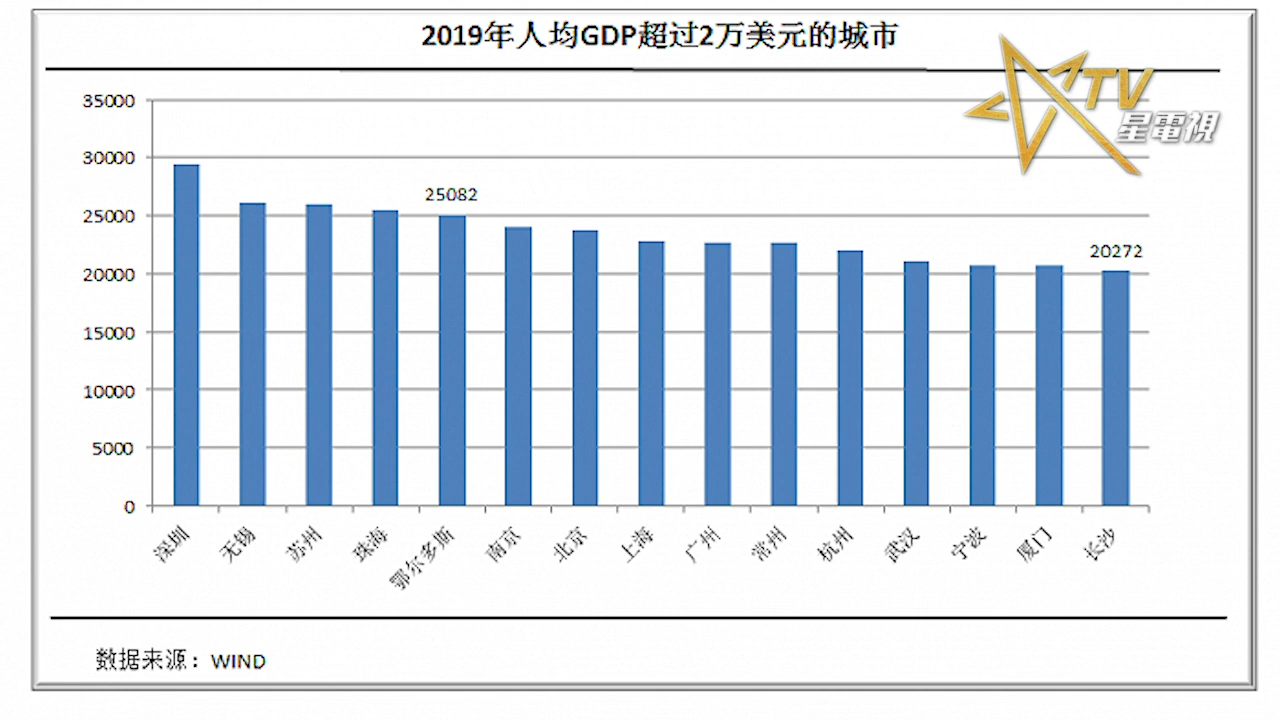 2019年人均GDP超过2万美元的城市
TV
星電視
35000
30000
25000
20000
15000
10000
5000
0
25082
20272
深圳
无锡
苏州
珠海
鄂尔多斯
南京
北京
上海
广州
常州
杭州
武汉
宁波
厦门
长沙
数据来源：WIND